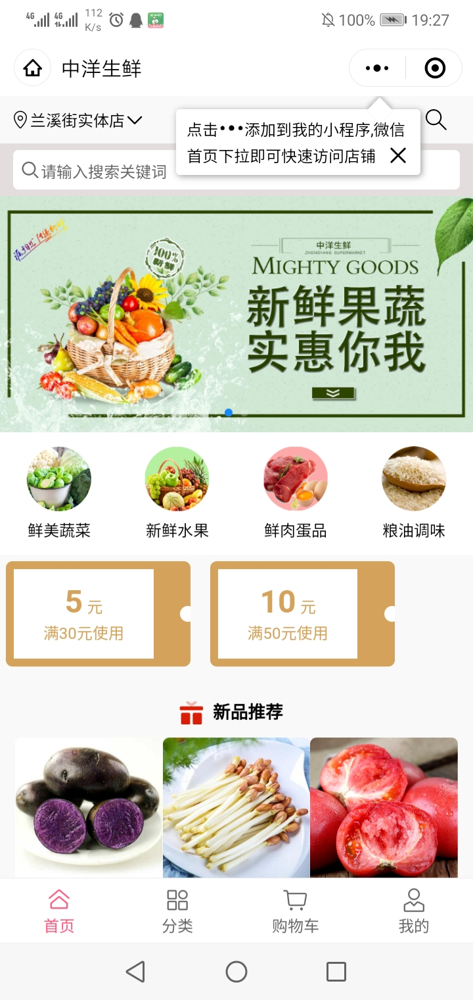 4G 4G 112 K/s 100% 19:27
中洋生鲜
兰溪街实体店
点击•••添加到我的小程序,微信
首页下拉即可快速访问店铺
请输入搜索关键词
100%
新鲜
中洋生鲜
ZHONGYANG SUPERMARKET
MIGHTY GOODS
新鲜果蔬
实惠你我
鲜美蔬菜 新鲜水果 鲜肉蛋品 粮油调味
5元 10元
满30元使用 满50元使用
新品推荐
首页 分类 购物车 我的